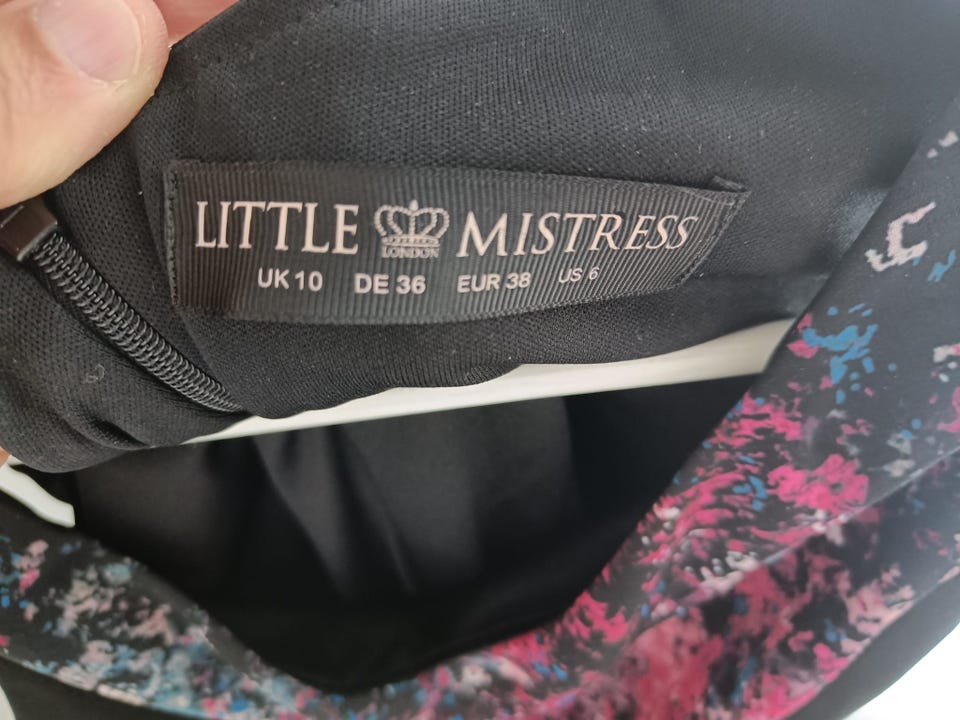 LITTLE LONDON MISTRESS
UK 10 DE 36 EUR 38 US 6